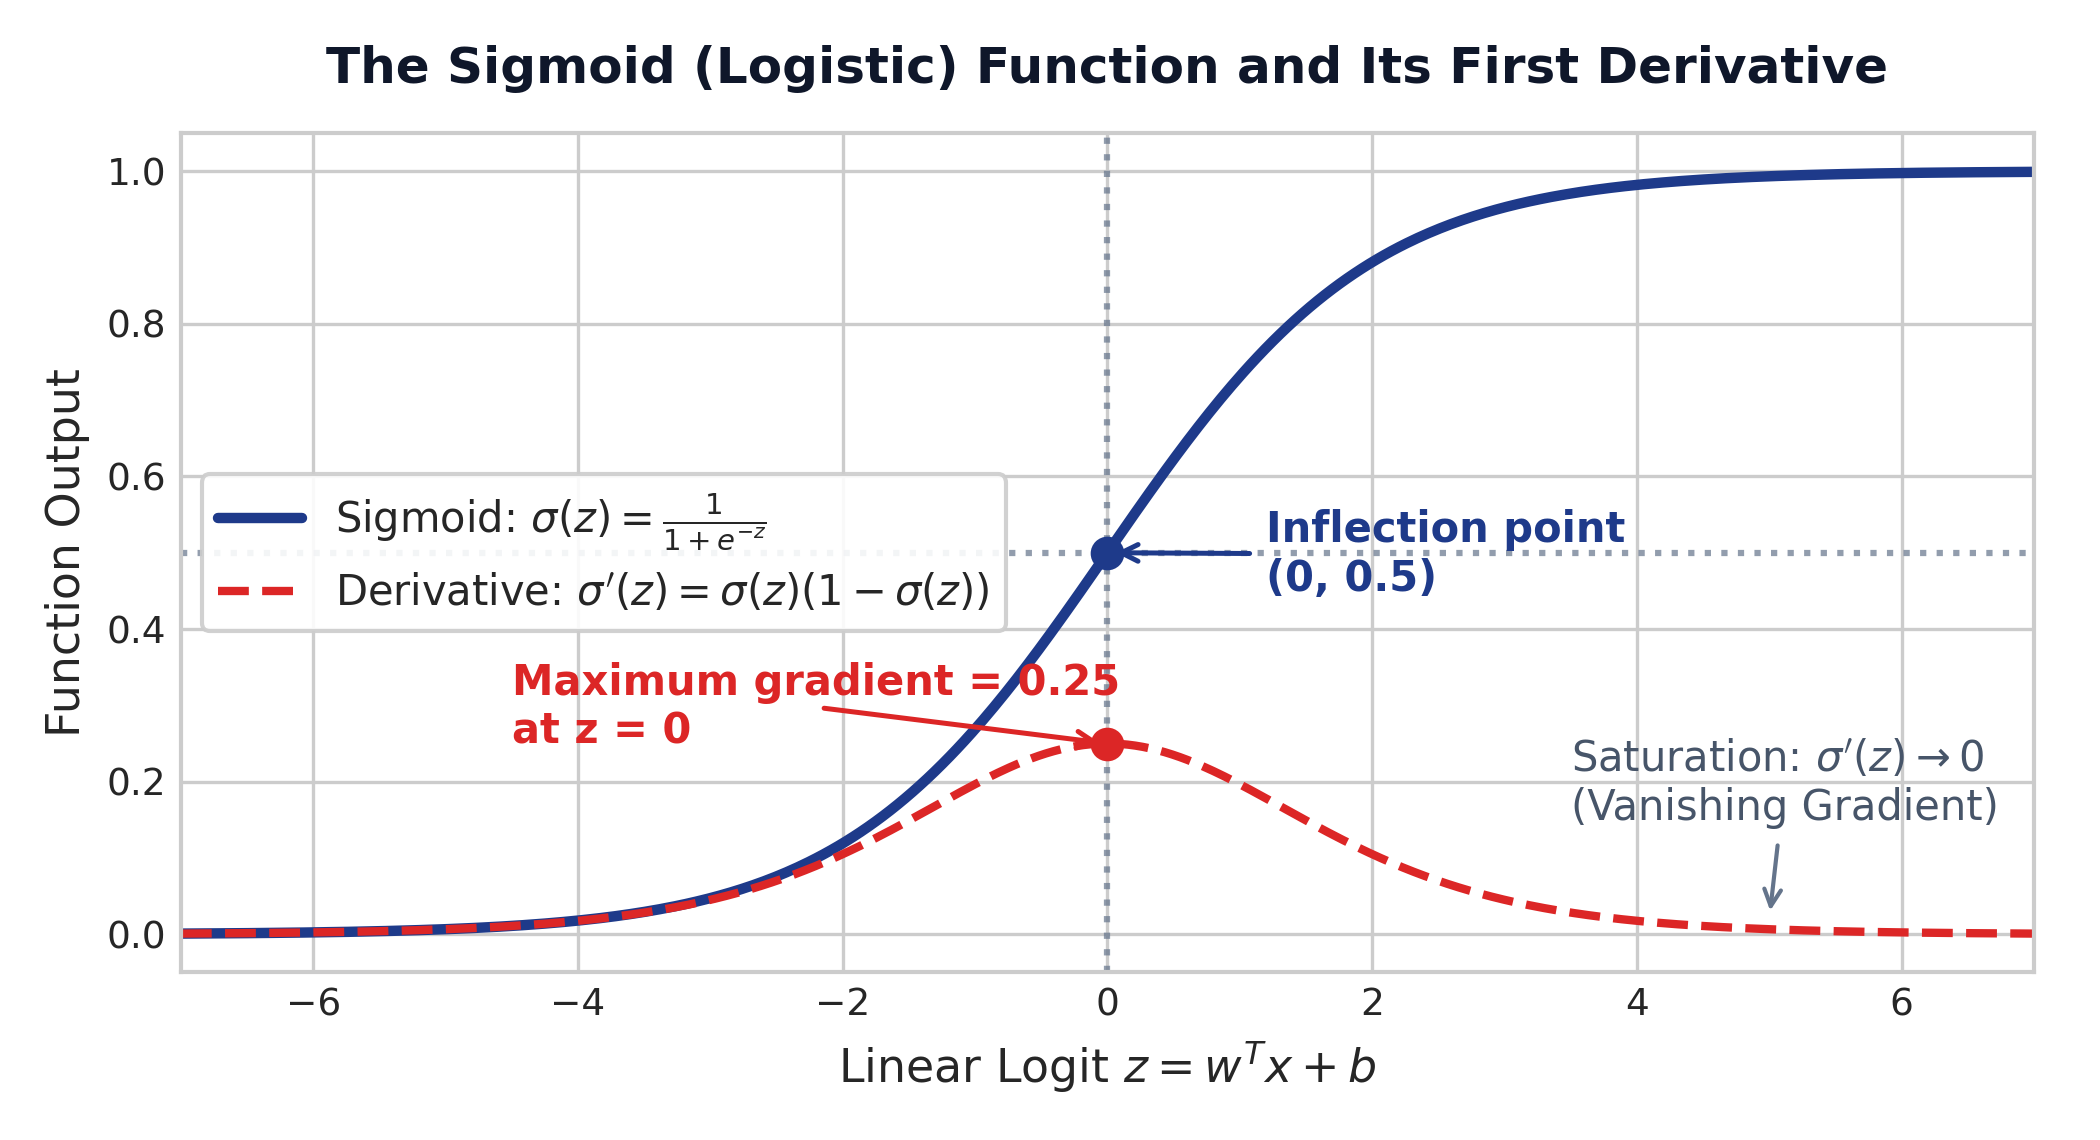 The Sigmoid (Logistic) Function and Its First Derivative
Function Output
1.0
0.8
0.6
0.4
0.2
0.0
Sigmoid: σ(z) = 1/(1 + e^{−z})
Derivative: σ′(z) = σ(z)(1 − σ(z))
Inflection point
(0, 0.5)
Maximum gradient = 0.25
at z = 0
Saturation: σ′(z) → 0
(Vanishing Gradient)
−6 −4 −2 0 2 4 6
Linear Logit z = w^T x + b